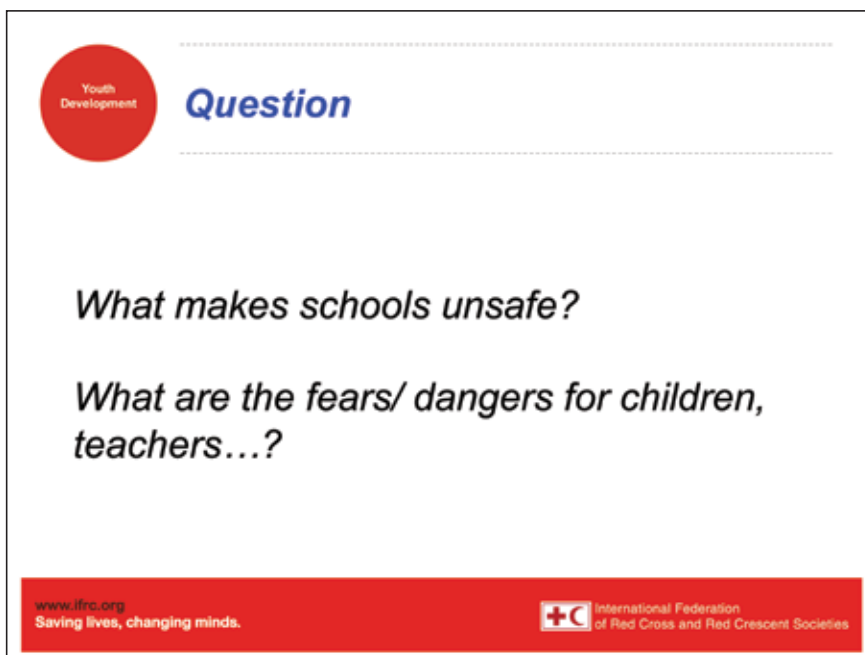 Youth
Development
Question
What makes schools unsafe?
What are the fears/ dangers for children,
teachers…?
www.ifrc.org
Saving lives, changing minds.
International Federation
of Red Cross and Red Crescent Societies